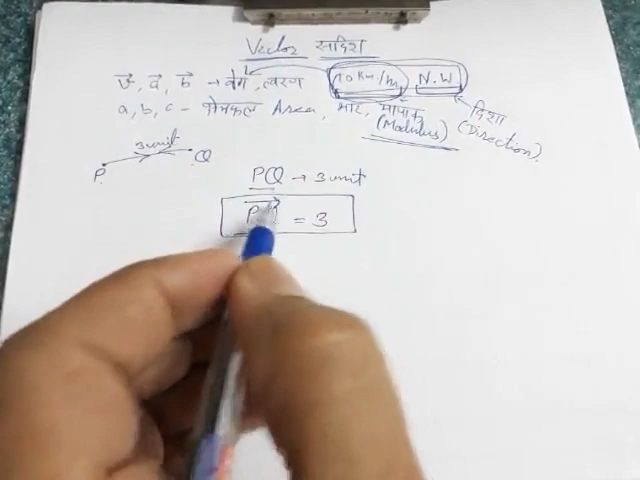 Vector सदिश
v⃗, a⃗, b⃗ → वेग, त्वरण 10 Km/h, N.W
a, b, c - क्षेत्रफल Area, भार, मापांक (Modulus) दिशा (Direction)
3 unit
P Q
PQ → 3 unit
= 3